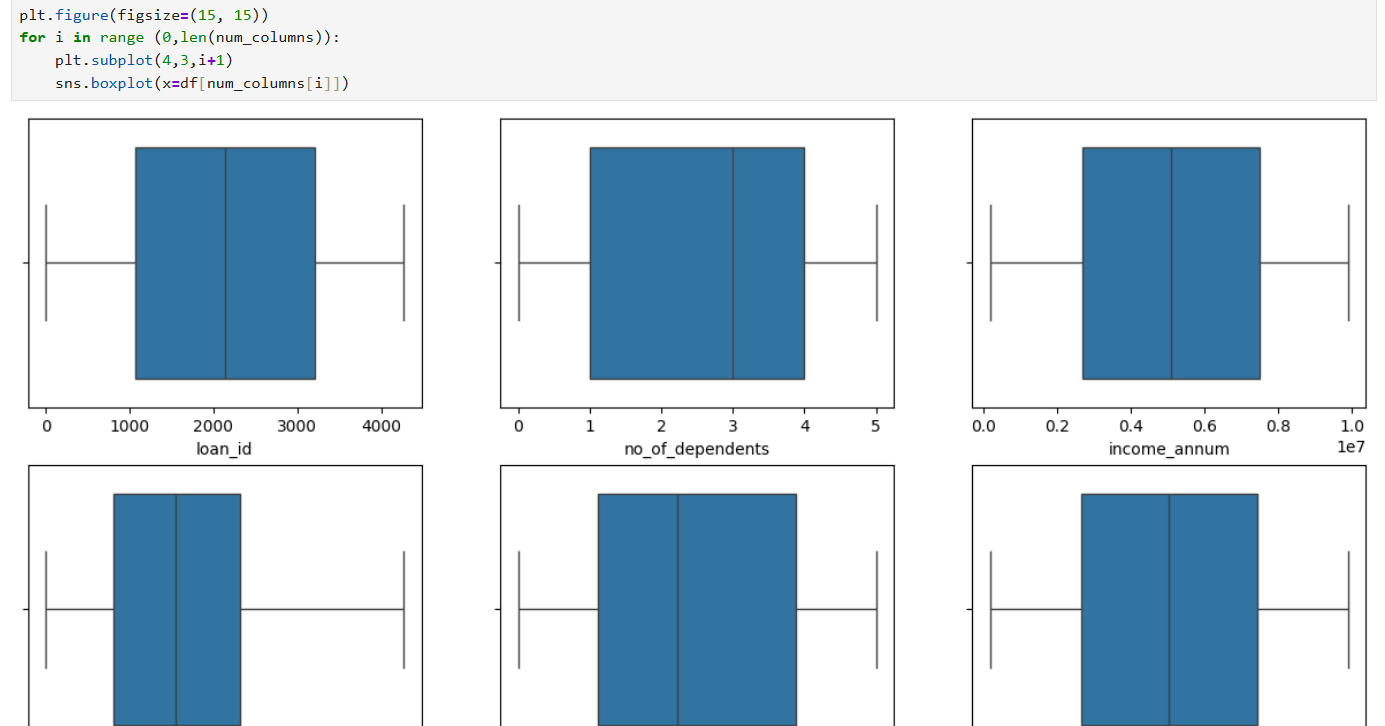 plt.figure(figsize=(15, 15))
for i in range (0,len(num_columns)):
    plt.subplot(4,3,i+1)
    sns.boxplot(x=df[num_columns[i]])
0 1000 2000 3000 4000
loan_id
0 1 2 3 4 5
no_of_dependents
0.0 0.2 0.4 0.6 0.8 1.0
income_annum 1e7